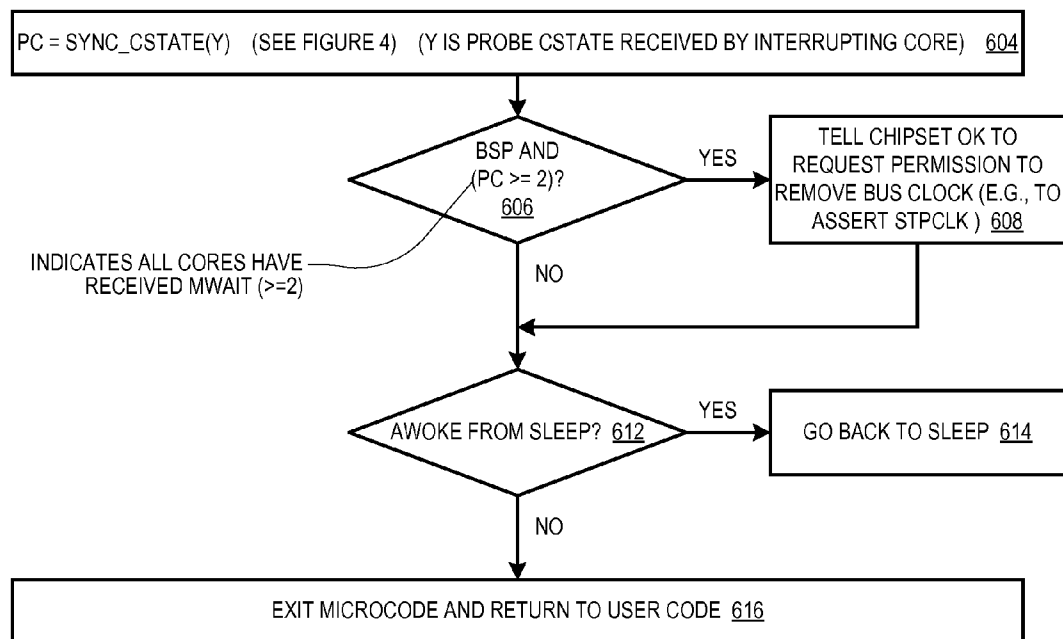 PC = SYNC_CSTATE(Y) (SEE FIGURE 4) (Y IS PROBE CSTATE RECEIVED BY INTERRUPTING CORE) 604
BSP AND
(PC >= 2)?
606
YES
TELL CHIPSET OK TO
REQUEST PERMISSION TO
REMOVE BUS CLOCK (E.G., TO
ASSERT STPCLK ) 608
INDICATES ALL CORES HAVE
RECEIVED MWAIT (>=2)
NO
AWOKE FROM SLEEP? 612
YES
GO BACK TO SLEEP 614
NO
EXIT MICROCODE AND RETURN TO USER CODE 616